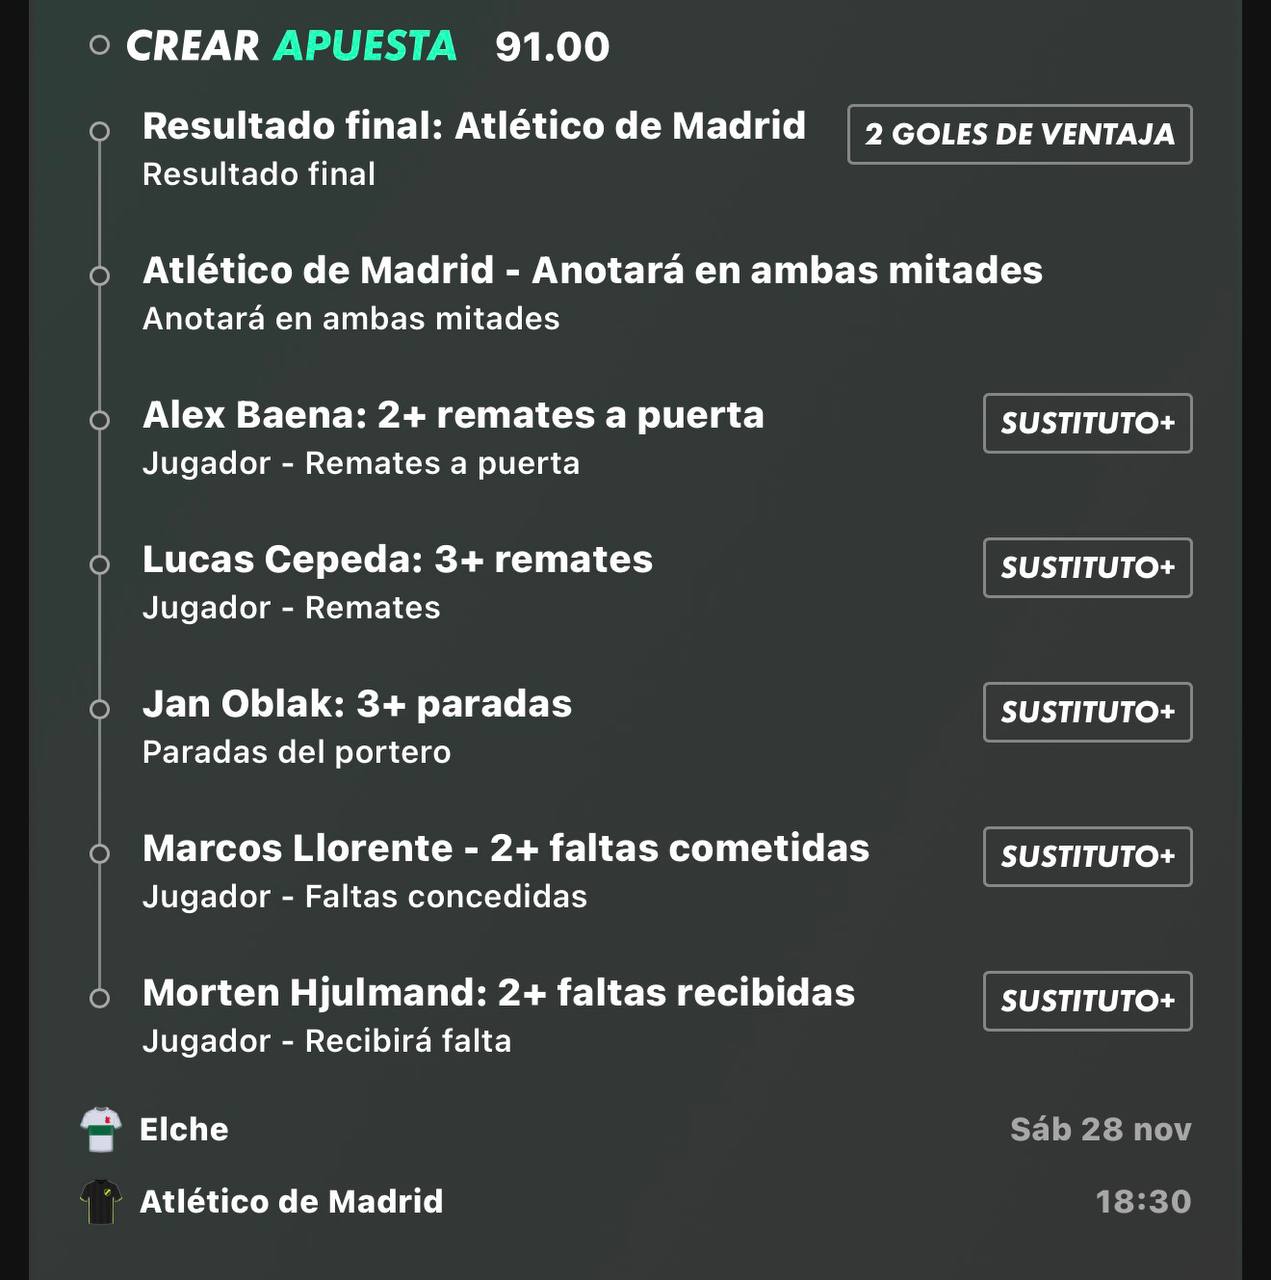 CREAR APUESTA 91.00
Resultado final: Atlético de Madrid 2 GOLES DE VENTAJA
Resultado final
Atlético de Madrid - Anotará en ambas mitades
Anotará en ambas mitades
Alex Baena: 2+ remates a puerta SUSTITUTO+
Jugador - Remates a puerta
Lucas Cepeda: 3+ remates SUSTITUTO+
Jugador - Remates
Jan Oblak: 3+ paradas SUSTITUTO+
Paradas del portero
Marcos Llorente - 2+ faltas cometidas SUSTITUTO+
Jugador - Faltas concedidas
Morten Hjulmand: 2+ faltas recibidas SUSTITUTO+
Jugador - Recibirá falta
Elche Sáb 28 nov
Atlético de Madrid 18:30